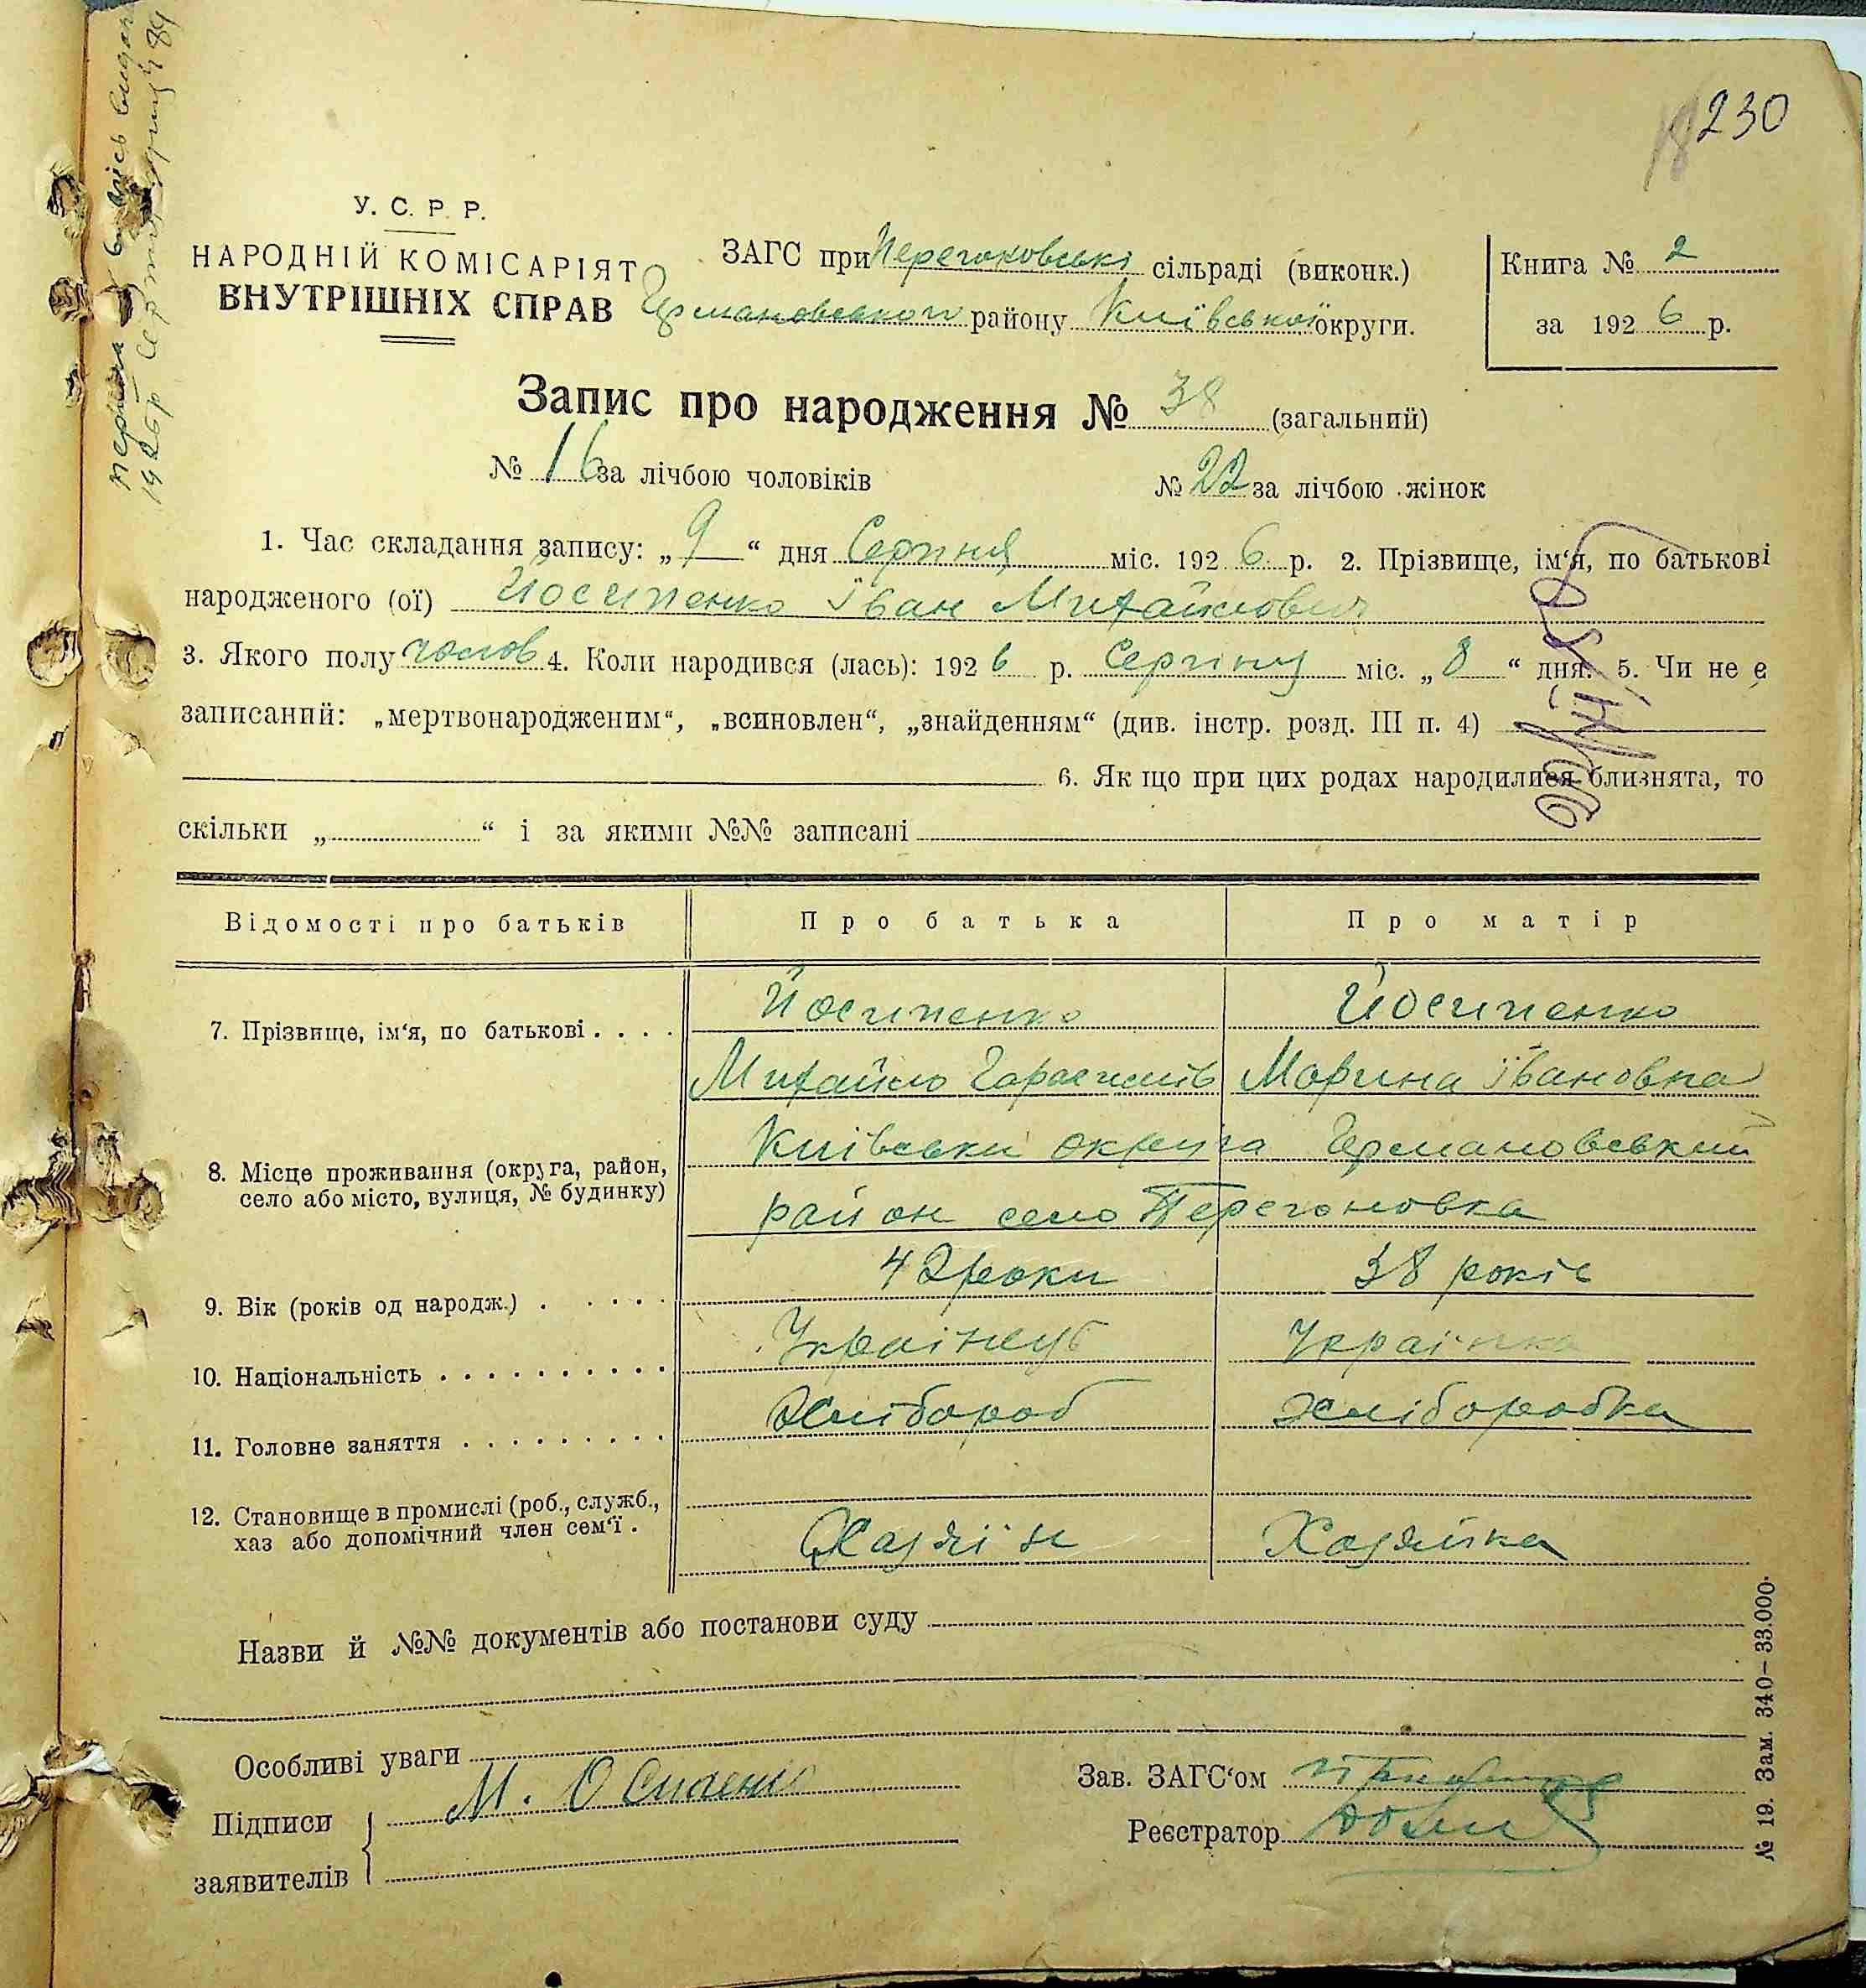 230
У. С. Р. Р.
НАРОДНІЙ КОМІСАРІЯТ
ВНУТРІШНІХ СПРАВ
ЗАГС при Перегоновські сільраді (виконк.)
Германовського району Київської округи.
Книга № 2
за 1926 р.
Запис про народження № 38 (загальний)
№ 16 за лічбою чоловіків № 22 за лічбою жінок
1. Час складання запису: „9“ дня Серпня міс. 1926 р. 2. Прізвище, ім‘я, по батькові
народженого (ої) Йосипенко Іван Михайлович
3. Якого полу чолов 4. Коли народився (лась): 1926 р. Серпня міс. „8“ дня. 5. Чи не є
записаний: „мертвонародженим“, „всиновлен“, „знайденням“ (див. інстр. розд. III п. 4)
6. Як що при цих родах народилися близнята, то
скільки „ “ і за якими №№ записані
Відомості про батьків Про батька Про матір
7. Прізвище, ім‘я, по батькові . . . . Йосипенко Йосипенко
Михайло Гарасимів Марина Івановна
8. Місце проживання (округа, район,
село або місто, вулиця, № будинку)
Київськи округа Германовський
район село Перегоновка
9. Вік (років од народж.) . . . . . 42 роки 38 років
10. Національність . . . . . . . . . . Українець Українка
11. Головне заняття . . . . . . . . . Хлібороб Хліборобка
12. Становище в промислі (роб., служб.,
хаз або допомічний член сем‘ї .
Хазяїн Хазяйка
Назви й №№ документів або постанови суду
Особливі уваги
Підписи
заявителів
М. Осипенко
Зав. ЗАГС‘ом
Реєстратор
№ 19. Зам. 340–33.000.